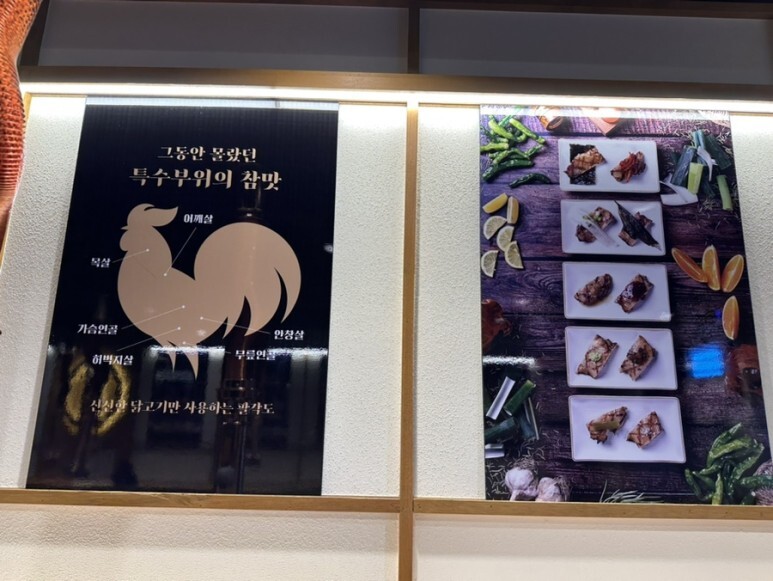 그동안 몰랐던
특수부위의 참맛
어깨살
목살
가슴연골
안창살
허벅지살
무릎연골
신선한 닭고기만 사용하는 팔각도